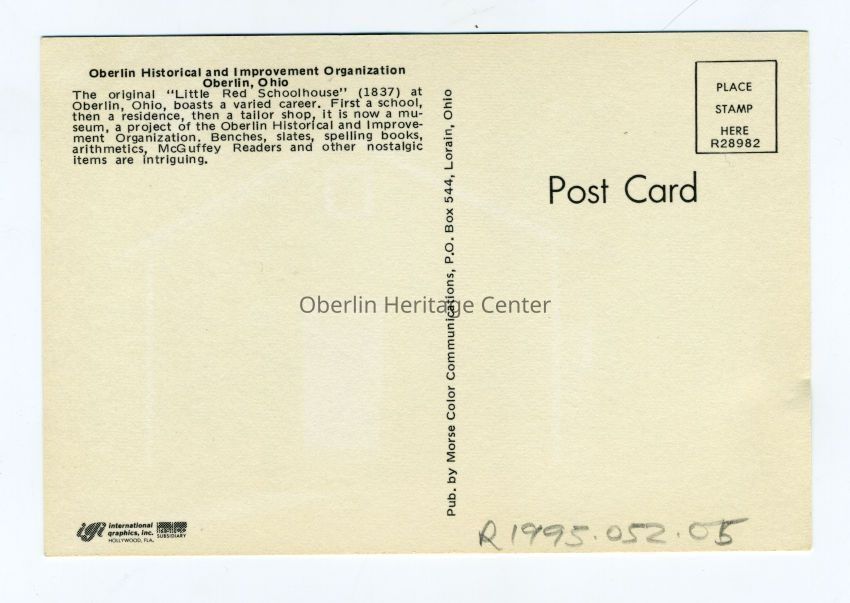 Oberlin Historical and Improvement Organization
Oberlin, Ohio
The original "Little Red Schoolhouse" (1837) at
Oberlin, Ohio, boasts a varied career. First a school,
then a residence, then a tailor shop, it is now a mu-
seum, a project of the Oberlin Historical and Improve-
ment Organization. Benches, slates, spelling books,
arithmetics, McGuffey Readers and other nostalgic
items are intriguing.
Pub. by Morse Color Communications, P.O. Box 544, Lorain, Ohio
PLACE
STAMP
HERE
R28982
Post Card
Oberlin Heritage Center
international
graphics, inc.
HOLLYWOOD, FLA.
SUBSIDIARY
R1995.052.05